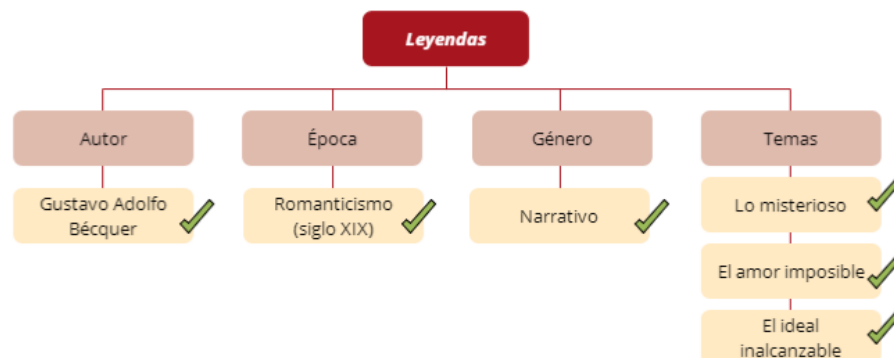 Leyendas
Autor
Época
Género
Temas
Gustavo Adolfo
Bécquer
Romanticismo
(siglo XIX)
Narrativo
Lo misterioso
El amor imposible
El ideal
inalcanzable